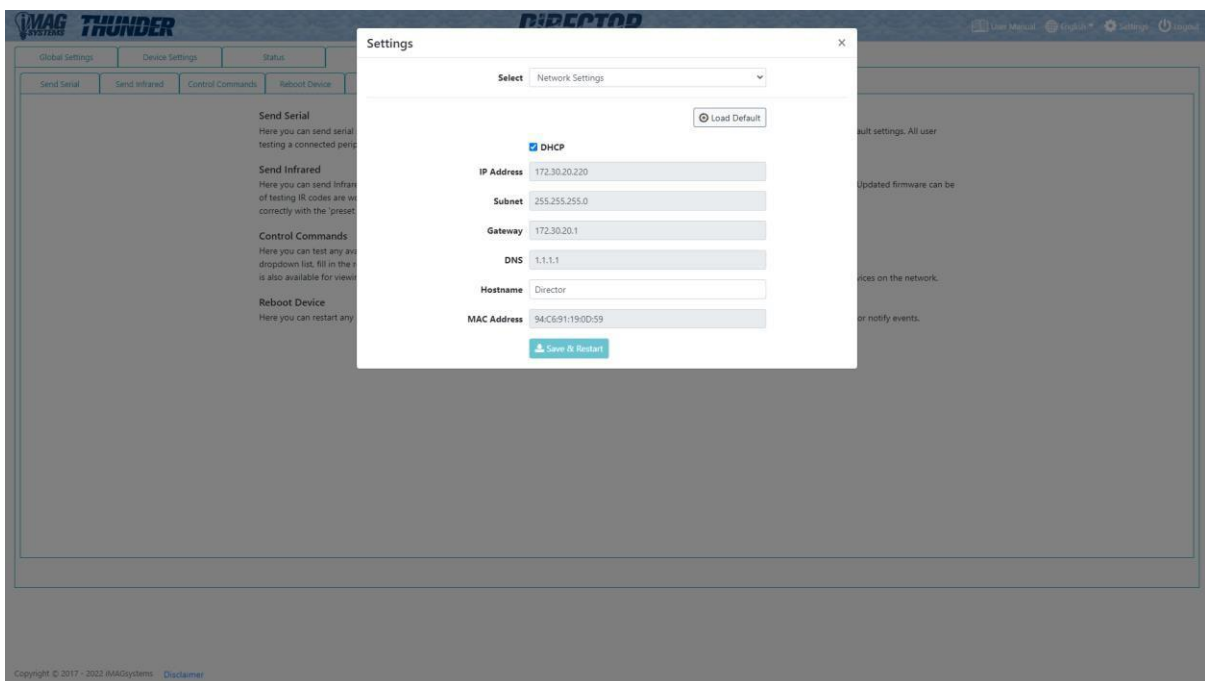 iMAG SYSTEMS THUNDER
DIRECTOR
User Manual English Settings Logout
Global Settings Device Settings Status
Send Serial Send Infrared Control Commands Reboot Device
Settings ×
Select Network Settings
Load Default
DHCP
IP Address 172.30.20.220
Subnet 255.255.255.0
Gateway 172.30.20.1
DNS 1.1.1.1
Hostname Director
MAC Address 94:C6:91:19:0D:59
Save & Restart
Send Serial
Here you can send serial
testing a connected perip
Send Infrared
Here you can send Infrare
of testing IR codes are w
correctly with the 'preset
Control Commands
Here you can test any ava
dropdown list, fill in the r
is also available for viewin
Reboot Device
Here you can restart any
ault settings. All user
Updated firmware can be
vices on the network.
or notify events.
Copyright © 2017 - 2022 iMAGsystems Disclaimer